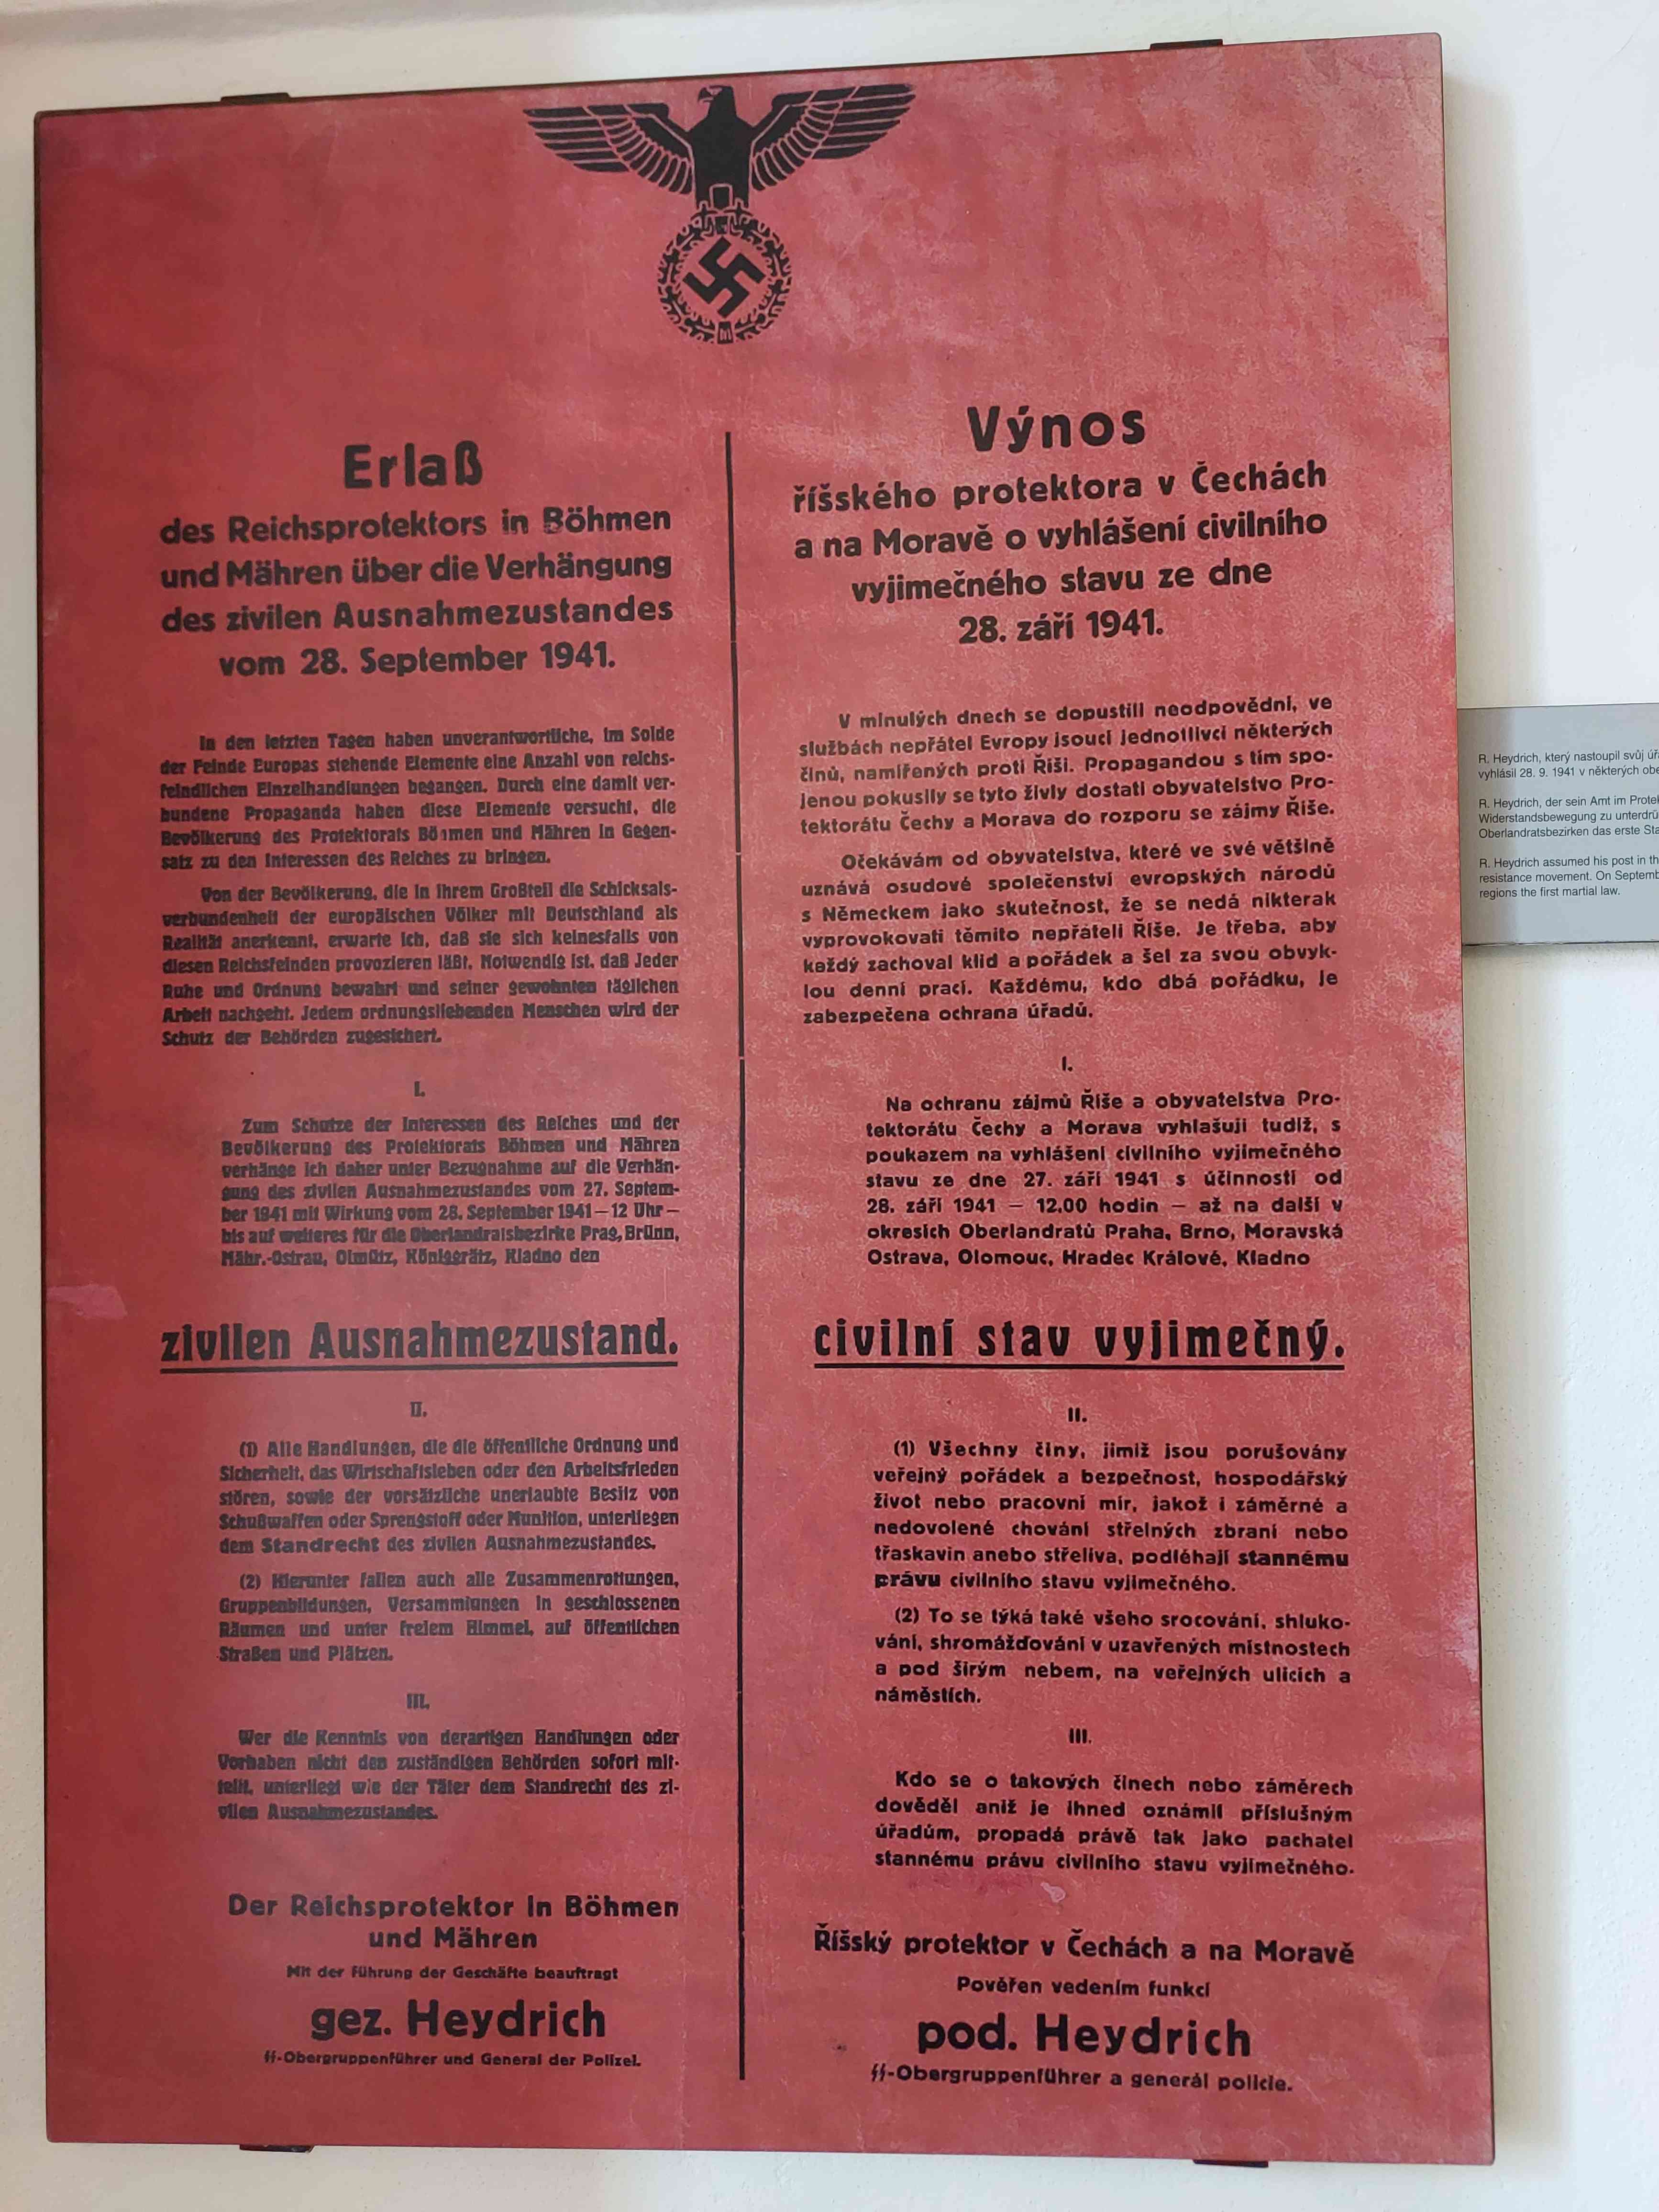 Erlaß
des Reichsprotektors in Böhmen
und Mähren über die Verhängung
des zivilen Ausnahmezustandes
vom 28. September 1941.
In den letzten Tagen haben unverantwortliche, im Solde
der Feinde Europas stehende Elemente eine Anzahl von reichs-
feindlichen Einzelhandlungen begangen. Durch eine damit ver-
bundene Propaganda haben diese Elemente versucht, die
Bevölkerung des Protektorats Böhmen und Mähren in Gegen-
satz zu den Interessen des Reiches zu bringen.
Von der Bevölkerung, die in ihrem Großteil die Schicksals-
verbundenheit der europäischen Völker mit Deutschland als
Realität anerkennt, erwarte ich, daß sie sich keinesfalls von
diesen Reichsfeinden provozieren läßt. Notwendig ist, daß jeder
Ruhe und Ordnung bewahrt und seiner gewohnten täglichen
Arbeit nachgeht. Jedem ordnungsliebenden Menschen wird der
Schutz der Behörden zugesichert.
I.
Zum Schutze der Interessen des Reiches und der
Bevölkerung des Protektorats Böhmen und Mähren
verhänge ich daher unter Bezugnahme auf die Verhän-
gung des zivilen Ausnahmezustandes vom 27. Septem-
ber 1941 mit Wirkung vom 28. September 1941 — 12 Uhr —
bis auf weiteres für die Oberlandratsbezirke Prag, Brünn,
Mähr.-Ostrau, Olmütz, Königgrätz, Kladno den
zivilen Ausnahmezustand.
II.
(1) Alle Handlungen, die die öffentliche Ordnung und
Sicherheit, das Wirtschaftsleben oder den Arbeitsfrieden
stören, sowie der vorsätzliche unerlaubte Besitz von
Schußwaffen oder Sprengstoff oder Munition, unterliegen
dem Standrecht des zivilen Ausnahmezustandes.
(2) Hierunter fallen auch alle Zusammenrottungen,
Gruppenbildungen, Versammlungen in geschlossenen
Räumen und unter freiem Himmel, auf öffentlichen
Straßen und Plätzen.
III.
Wer die Kenntnis von derartigen Handlungen oder
Vorhaben nicht den zuständigen Behörden sofort mit-
teilt, unterliegt wie der Täter dem Standrecht des zi-
vilen Ausnahmezustandes.
Der Reichsprotektor in Böhmen
und Mähren
Mit der Führung der Geschäfte beauftragt
gez. Heydrich
SS-Obergruppenführer und General der Polizei.
Výnos
říšského protektora v Čechách
a na Moravě o vyhlášení civilního
vyjimečného stavu ze dne
28. září 1941.
V minulých dnech se dopustili neodpovědní, ve
službách nepřátel Evropy jsoucí jednotlivci některých
činů, namířených proti Říši. Propagandou s tím spo-
jenou pokusily se tyto živly dostati obyvatelstvo Pro-
tektorátu Čechy a Morava do rozporu se zájmy Říše.
Očekávám od obyvatelstva, které ve své většině
uznává osudové společenství evropských národů
s Německem jako skutečnost, že se nedá nikterak
vyprovokovati těmito nepřáteli Říše. Je třeba, aby
každý zachoval klid a pořádek a šel za svou obvyk-
lou denní prací. Každému, kdo dbá pořádku, je
zabezpečena ochrana úřadů.
I.
Na ochranu zájmů Říše a obyvatelstva Pro-
tektorátu Čechy a Morava vyhlašuji tudíž, s
poukazem na vyhlášení civilního vyjimečného
stavu ze dne 27. září 1941 s účinností od
28. září 1941 — 12,00 hodin — až na další v
okresích Oberlandratů Praha, Brno, Moravská
Ostrava, Olomouc, Hradec Králové, Kladno
civilní stav vyjimečný.
II.
(1) Všechny činy, jimiž jsou porušovány
veřejný pořádek a bezpečnost, hospodářský
život nebo pracovní mír, jakož i záměrné a
nedovolené chování střelných zbraní nebo
třaskavin anebo střeliva, podléhají stannému
právu civilního stavu vyjimečného.
(2) To se týká také všeho srocování, shluko-
vání, shromážďování v uzavřených místnostech
a pod širým nebem, na veřejných ulicích a
náměstích.
III.
Kdo se o takových činech nebo záměrech
dověděl aniž je ihned oznámil příslušným
úřadům, propadá právě tak jako pachatel
stannému právu civilního stavu vyjimečného.
Říšský protektor v Čechách a na Moravě
Pověřen vedením funkcí
pod. Heydrich
SS-Obergruppenführer a generál policie.
R. Heydrich, který nastoupil svůj
vyhlásil 28. 9. 1941 v některých
R. Heydrich, der sein Amt im
Widerstandsbewegung zu
Oberlandratsbezirken das erste
R. Heydrich assumed his post in
resistance movement. On
regions the first martial law.